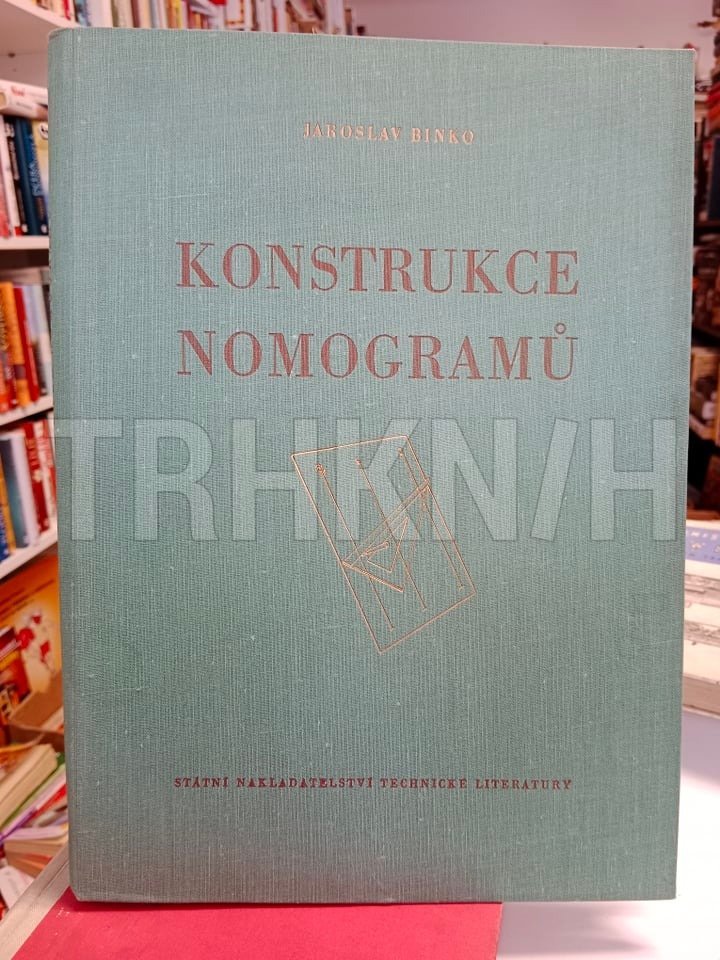 JAROSLAV BINKO
KONSTRUKCE
NOMOGRAMŮ
TRHKNIH
STÁTNÍ NAKLADATELSTVÍ TECHNICKÉ LITERATURY